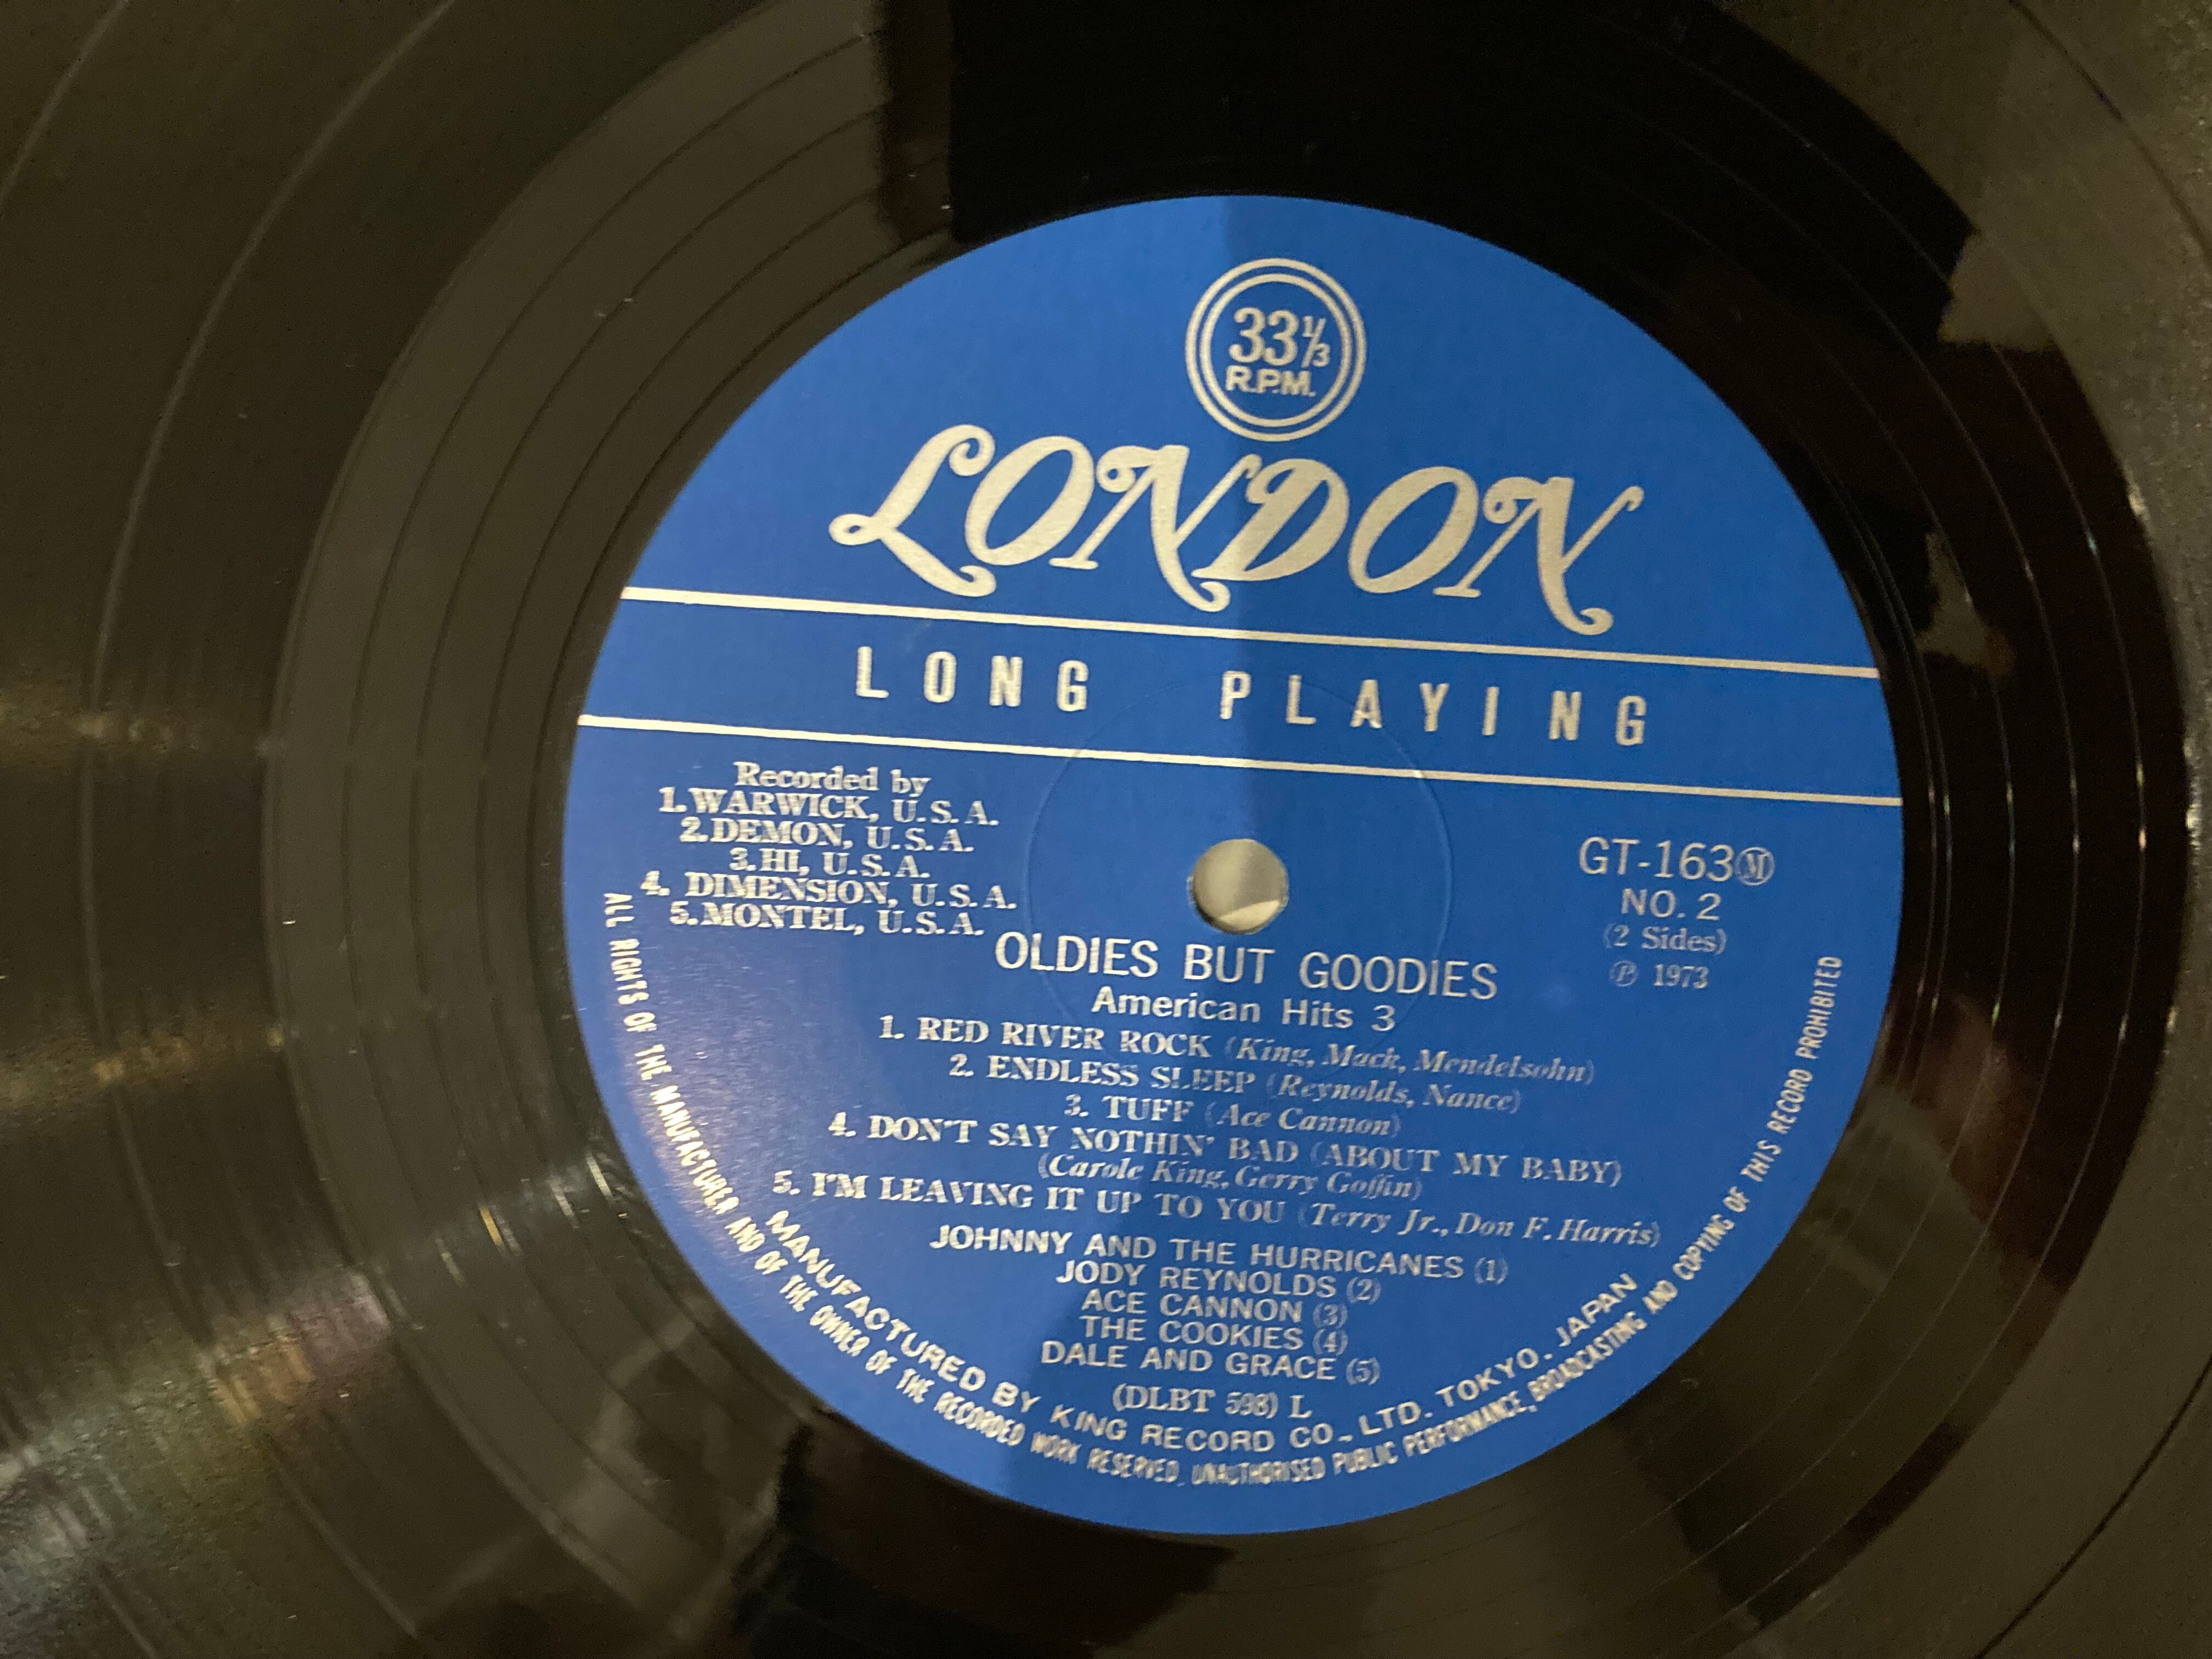 33⅓
R.P.M.
LONDON
LONG PLAYING
Recorded by
1. WARWICK, U.S.A.
2. DEMON, U.S.A.
3. HI, U.S.A.
4. DIMENSION, U.S.A.
5. MONTEL, U.S.A.
GT-163Ⓜ
NO. 2
(2 Sides)
℗ 1973
OLDIES BUT GOODIES
American Hits 3
1. RED RIVER ROCK (King, Mack, Mendelsohn)
2. ENDLESS SLEEP (Reynolds, Nance)
3. TUFF (Ace Cannon)
4. DON'T SAY NOTHIN' BAD (ABOUT MY BABY)
(Carole King, Gerry Goffin)
5. I'M LEAVING IT UP TO YOU (Terry Jr., Don F. Harris)
JOHNNY AND THE HURRICANES (1)
JODY REYNOLDS (2)
ACE CANNON (3)
THE COOKIES (4)
DALE AND GRACE (5)
(DLBT 598) L
MANUFACTURED BY KING RECORD CO., LTD. TOKYO. JAPAN
ALL RIGHTS OF THE MANUFACTURER AND OF THE OWNER OF THE RECORDED WORK RESERVED, UNAUTHORISED PUBLIC PERFORMANCE, BROADCASTING AND COPYING OF THIS RECORD PROHIBITED